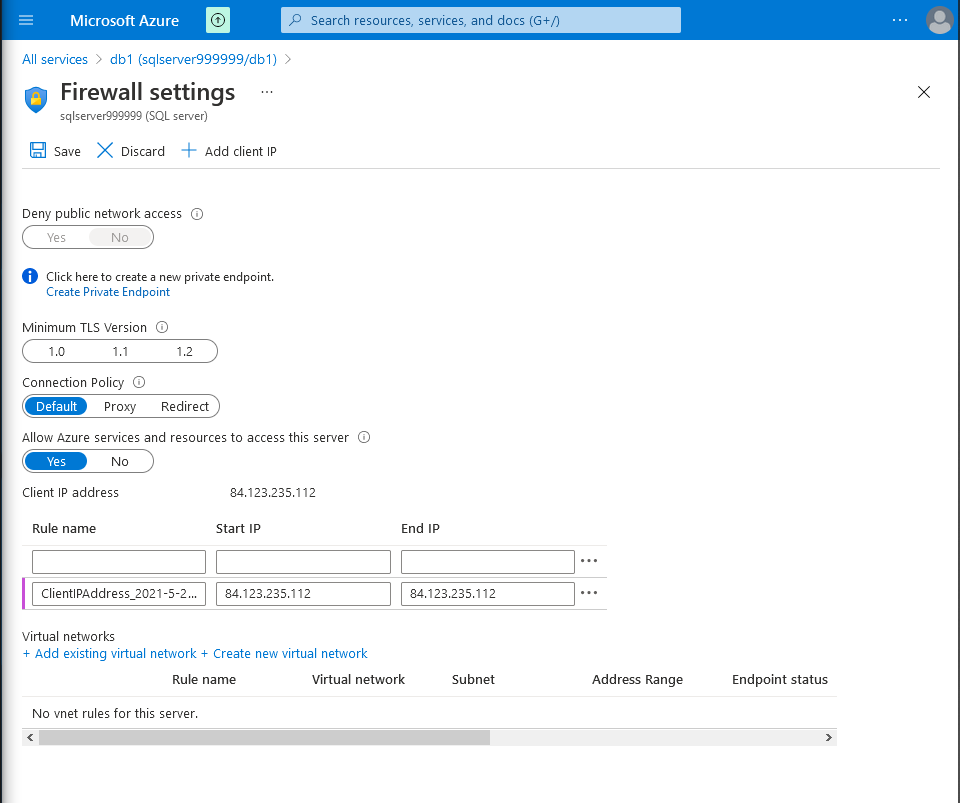 Microsoft Azure
Search resources, services, and docs (G+/)
All services > db1 (sqlserver999999/db1) >
Firewall settings ...
sqlserver999999 (SQL server)
Save Discard Add client IP
Deny public network access
Yes No
Click here to create a new private endpoint.
Create Private Endpoint
Minimum TLS Version
1.0 1.1 1.2
Connection Policy
Default Proxy Redirect
Allow Azure services and resources to access this server
Yes No
Client IP address 84.123.235.112
Rule name Start IP End IP
ClientIPAddress_2021-5-2... 84.123.235.112 84.123.235.112
Virtual networks
+ Add existing virtual network + Create new virtual network
Rule name Virtual network Subnet Address Range Endpoint status
No vnet rules for this server.